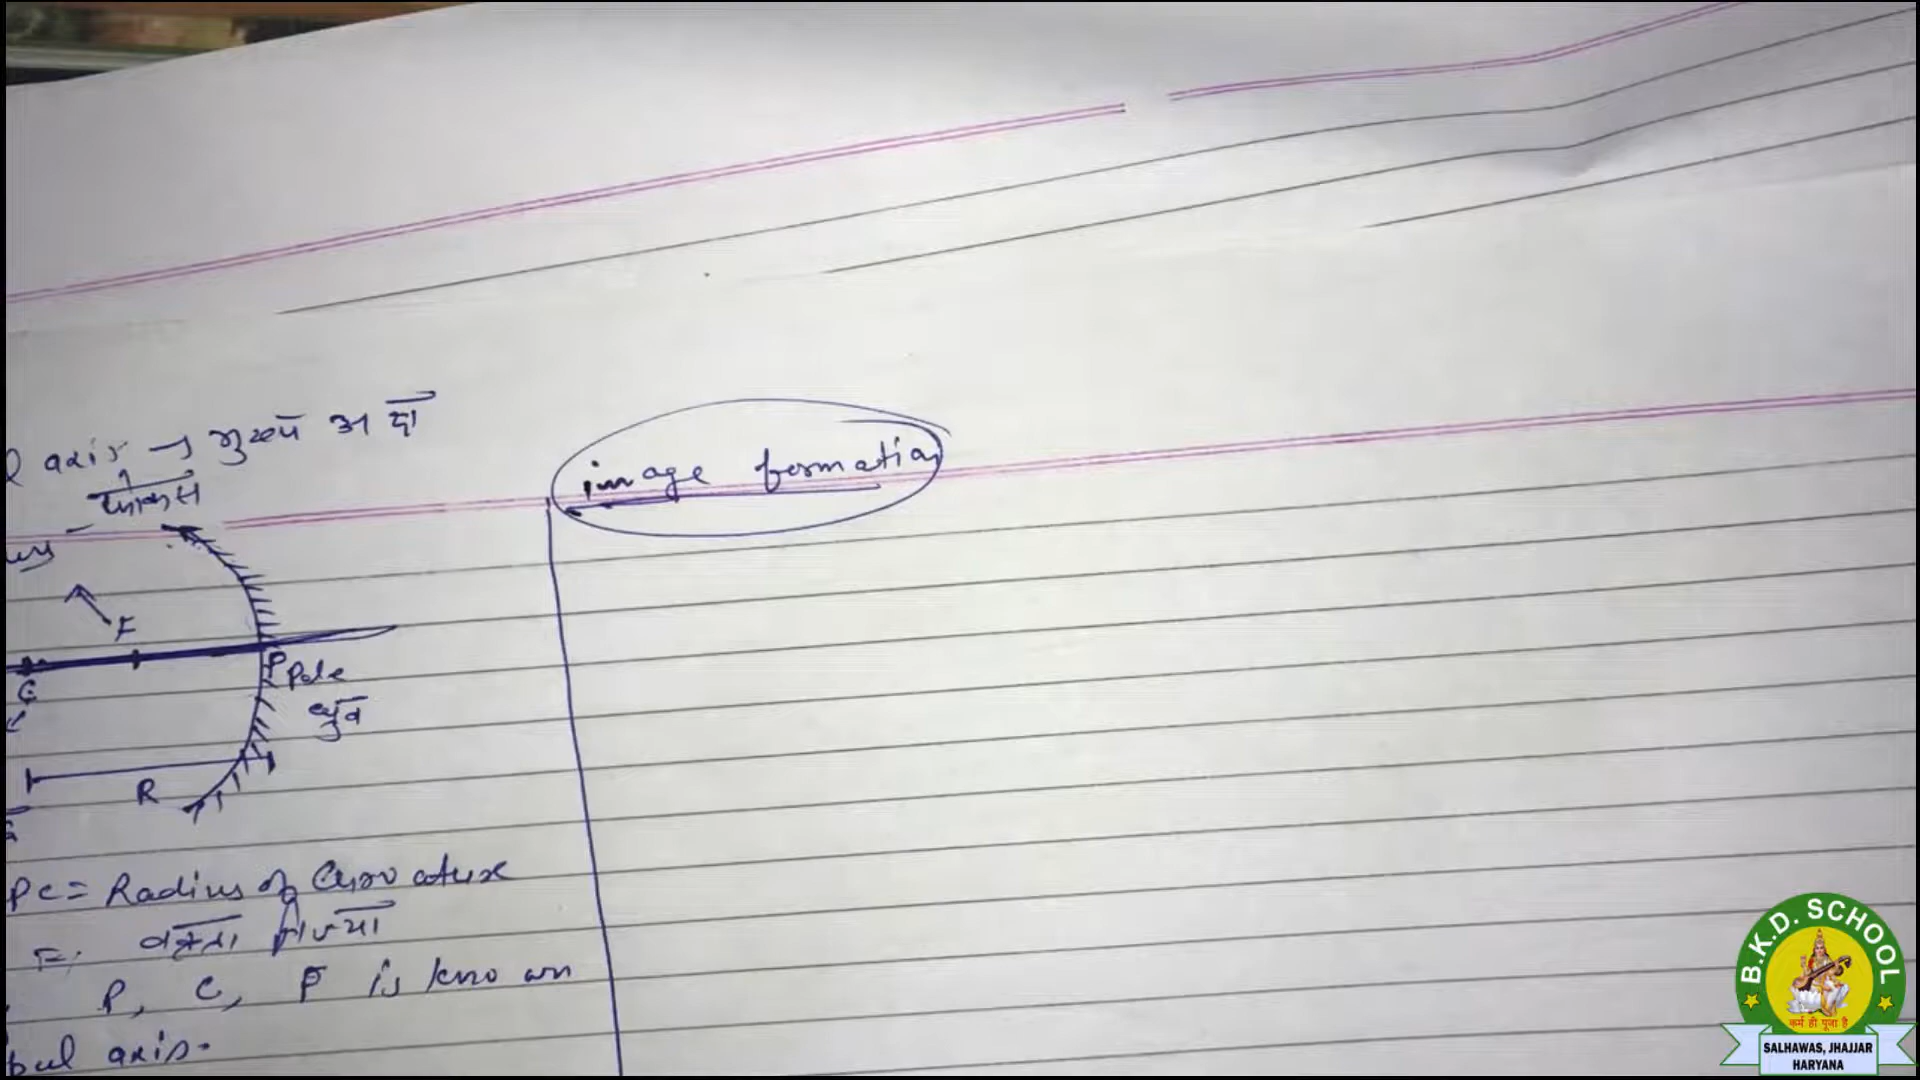 axis → मुख्य अक्ष
फोकस
image formation
F
C
P Pole
ध्रुव
R
PC = Radius of Curvature
= वक्रता त्रिज्या
P, C, F is known
axis.
B.K.D. SCHOOL
कर्म ही पूजा है
SALHAWAS, JHAJJAR
HARYANA